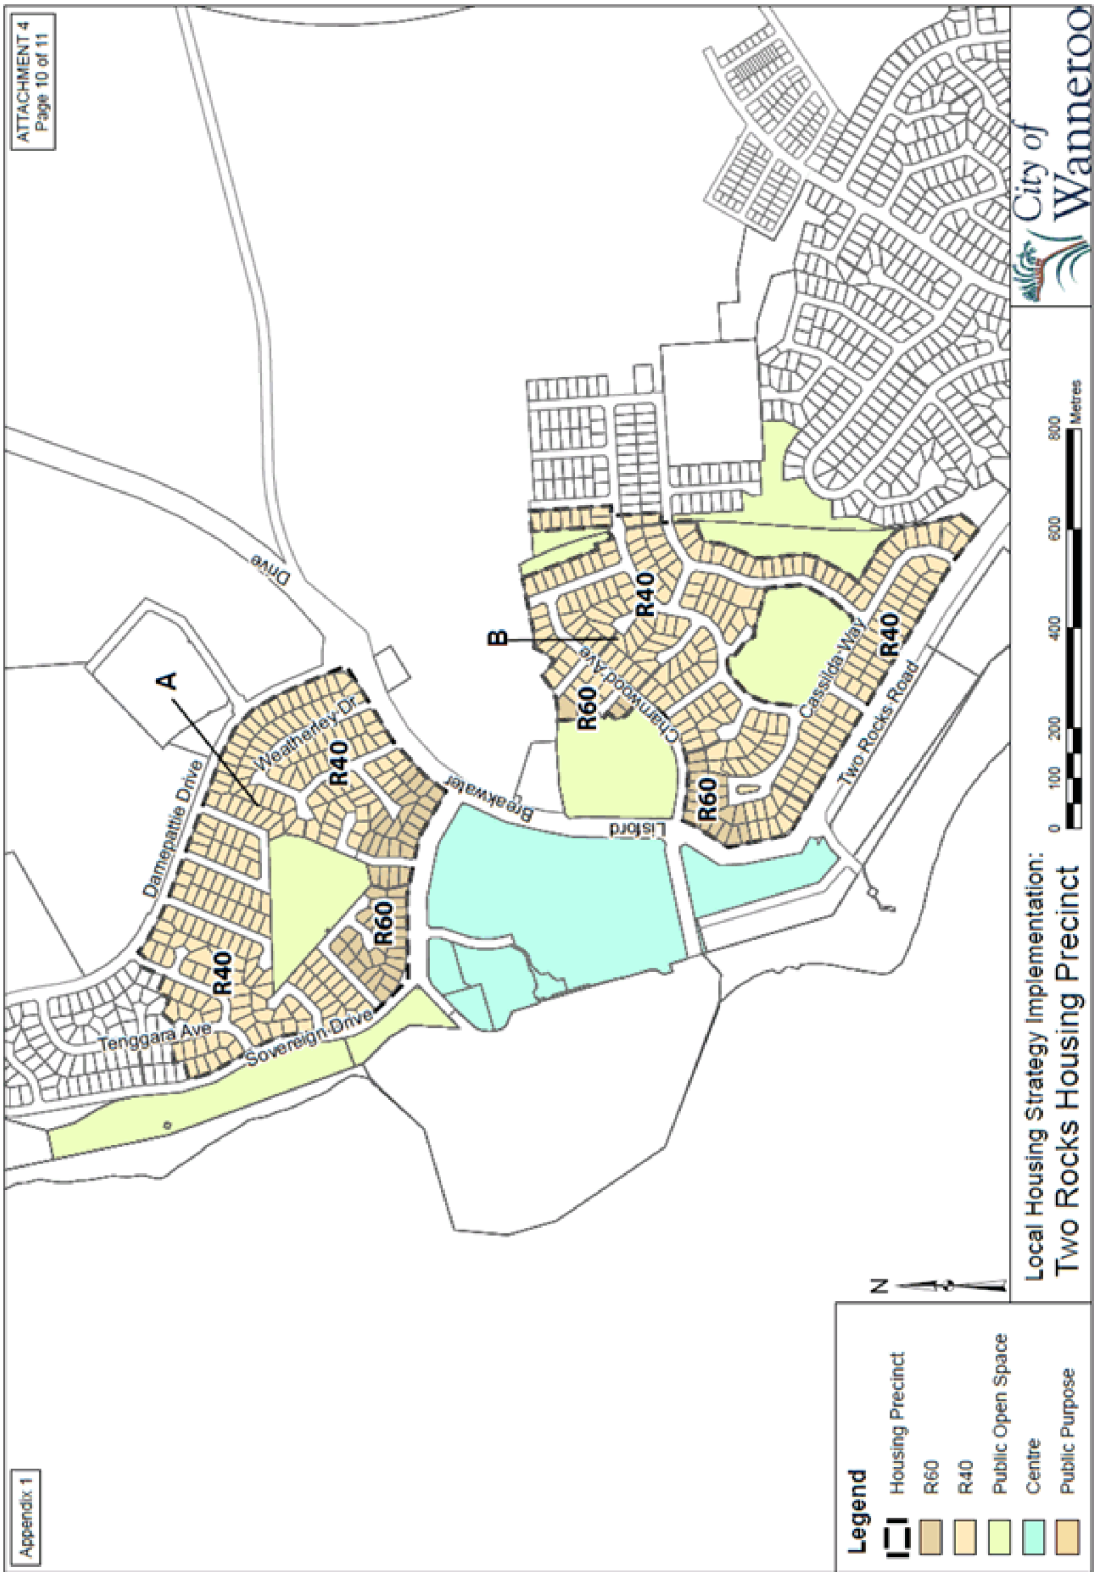 Appendix 1
ATTACHMENT 4
Page 10 of 11
Drive
A
Damepattie Drive
Weatherley Dr
R40
R40
Tenggara Ave
Sovereign Drive
R60
Breakwater
Lisford
B
R40
R60
Charnwood Ave
R60
Cassilda Way
R40
Two Rocks Road
N
Legend
Housing Precinct
R60
R40
Public Open Space
Centre
Public Purpose
Local Housing Strategy Implementation:
Two Rocks Housing Precinct
0 100 200 400 600 800
Metres
City of
Wanneroo